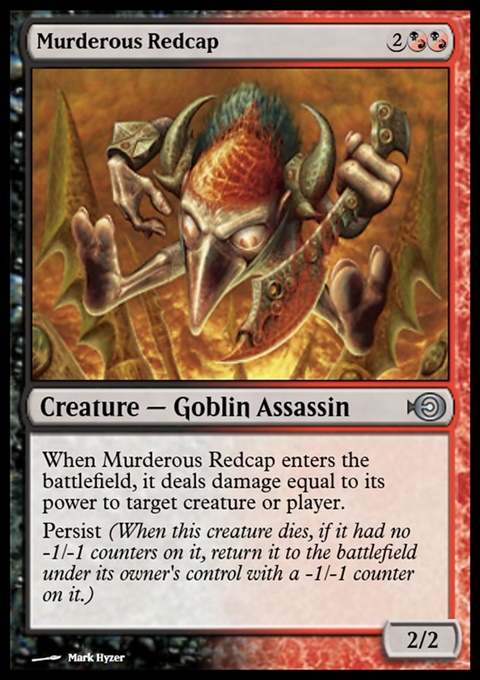 Murderous Redcap 2
Creature — Goblin Assassin
When Murderous Redcap enters the
battlefield, it deals damage equal to its
power to target creature or player.
Persist (When this creature dies, if it had no
-1/-1 counters on it, return it to the battlefield
under its owner's control with a -1/-1 counter
on it.)
2/2
Mark Hyzer